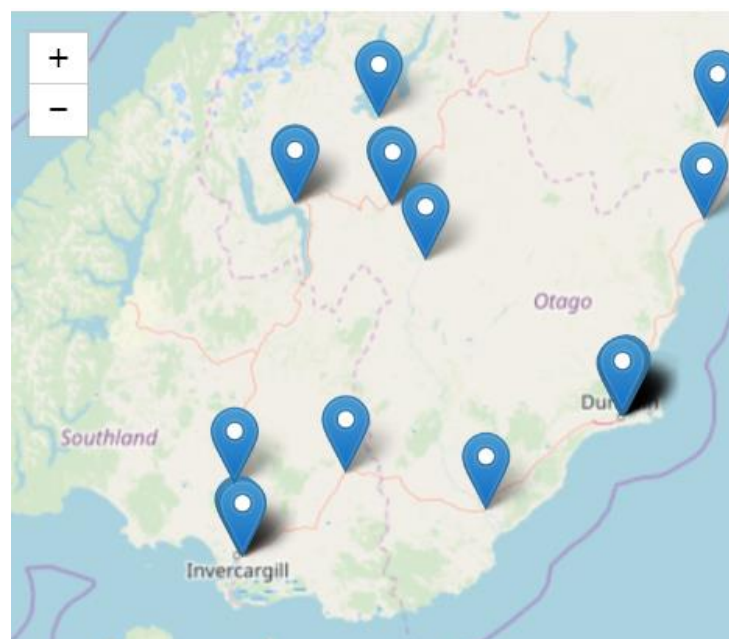 +
−
Otago
Southland
Invercargill